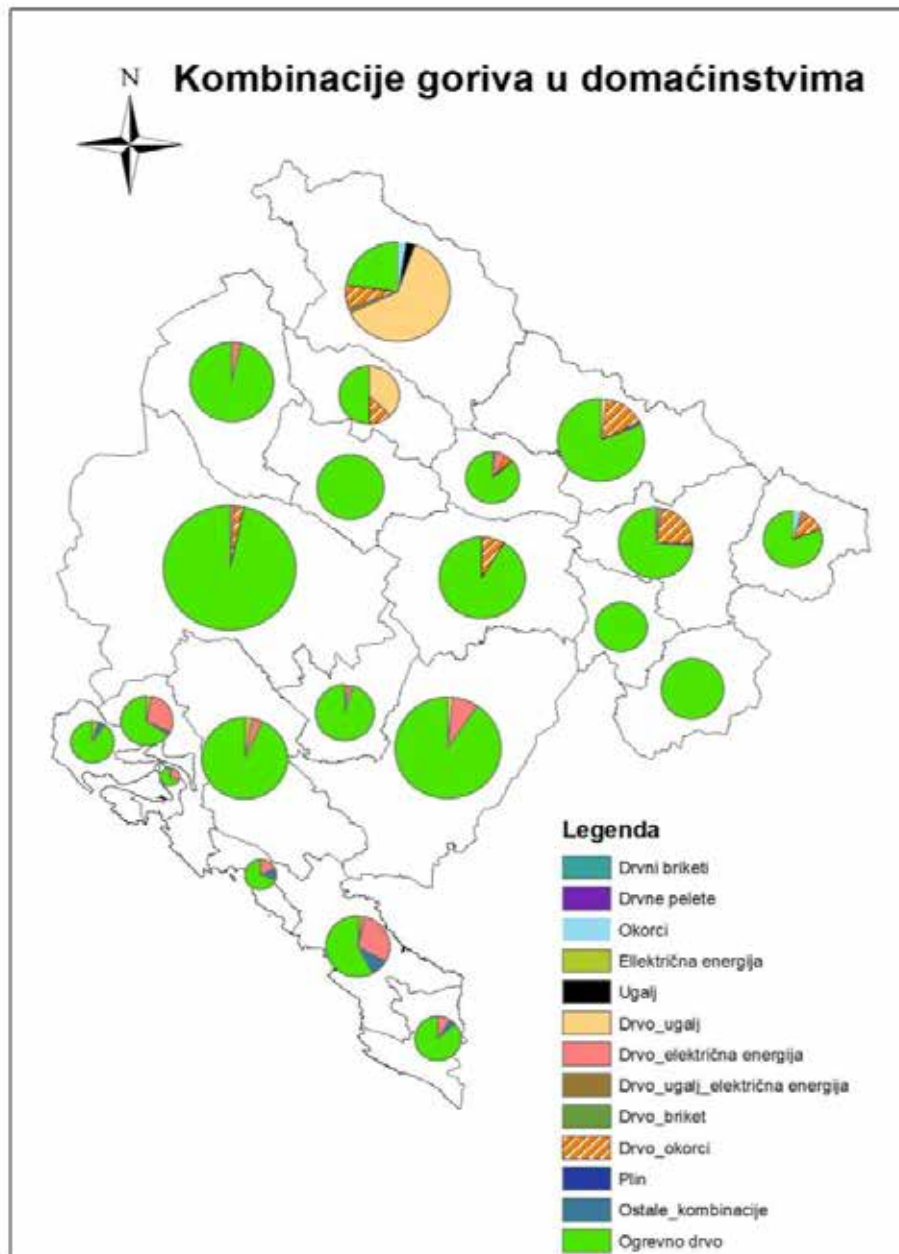 N
Kombinacije goriva u domaćinstvima
Legenda
Drvni briketi
Drvne pelete
Okorci
Ellektrična energija
Ugalj
Drvo_ugalj
Drvo_električna energija
Drvo_ugalj_električna energija
Drvo_briket
Drvo_okorci
Plin
Ostale_kombinacije
Ogrevno drvo